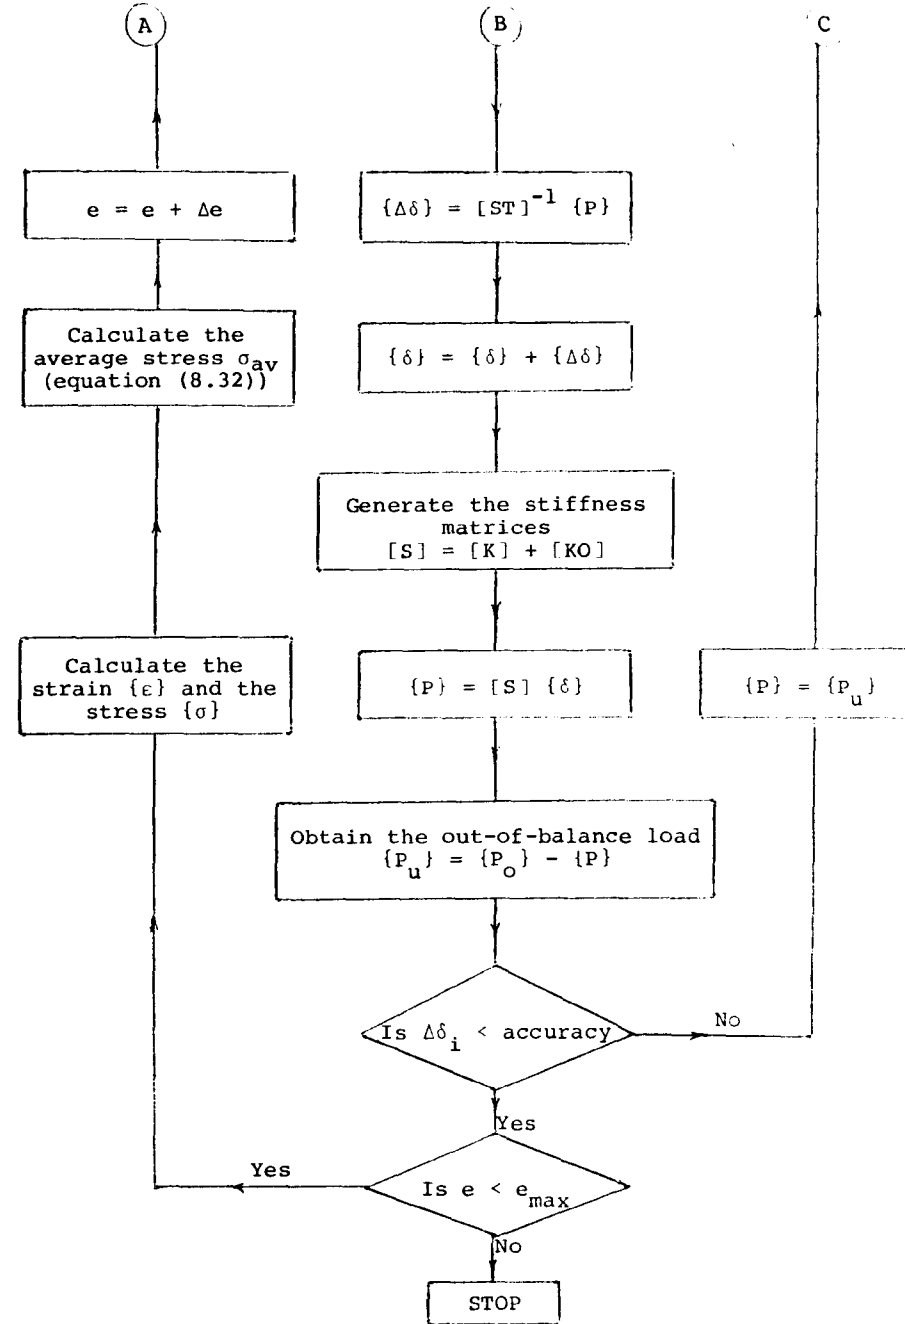 A
B
C
e = e + Δe
{Δδ} = [ST]⁻¹ {P}
Calculate the
average stress σav
(equation (8.32))
{δ} = {δ} + {Δδ}
Generate the stiffness
matrices
[S] = [K] + [KO]
Calculate the
strain {ε} and the
stress {σ}
{P} = [S] {δ}
{P} = {Pu}
Obtain the out-of-balance load
{Pu} = {Po} - {P}
Is Δδi < accuracy
No
Yes
Yes
Is e < emax
No
STOP